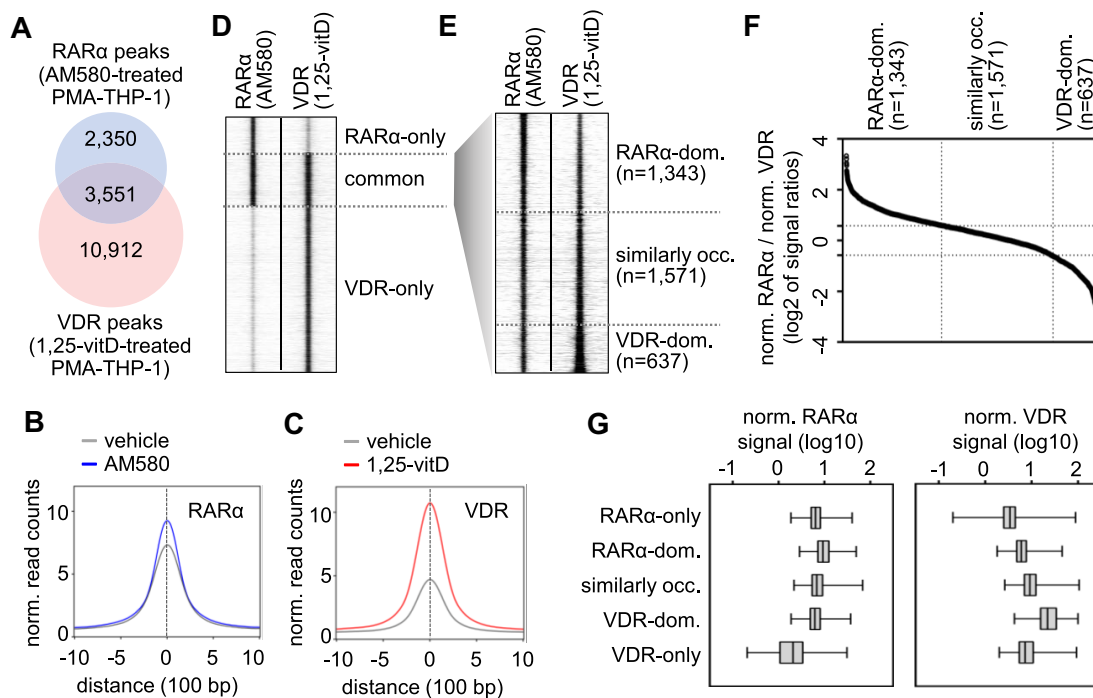 A
RARα peaks
(AM580-treated
PMA-THP-1)
2,350
3,551
10,912
VDR peaks
(1,25-vitD-treated
PMA-THP-1)
D
RARα
(AM580)
VDR
(1,25-vitD)
RARα-only
common
VDR-only
E
RARα
(AM580)
VDR
(1,25-vitD)
RARα-dom.
(n=1,343)
similarly occ.
(n=1,571)
VDR-dom.
(n=637)
F
RARα-dom.
(n=1,343)
similarly occ.
(n=1,571)
VDR-dom.
(n=637)
norm. RARα / norm. VDR
(log2 of signal ratios)
4
2
0
-2
-4
B
vehicle
AM580
RARα
norm. read counts
10
5
0
-10
-5
0
5
10
distance (100 bp)
C
vehicle
1,25-vitD
VDR
norm. read counts
10
5
0
-10
-5
0
5
10
distance (100 bp)
G
norm. RARα
signal (log10)
-1 0 1 2
norm. VDR
signal (log10)
-1 0 1 2
RARα-only
RARα-dom.
similarly occ.
VDR-dom.
VDR-only